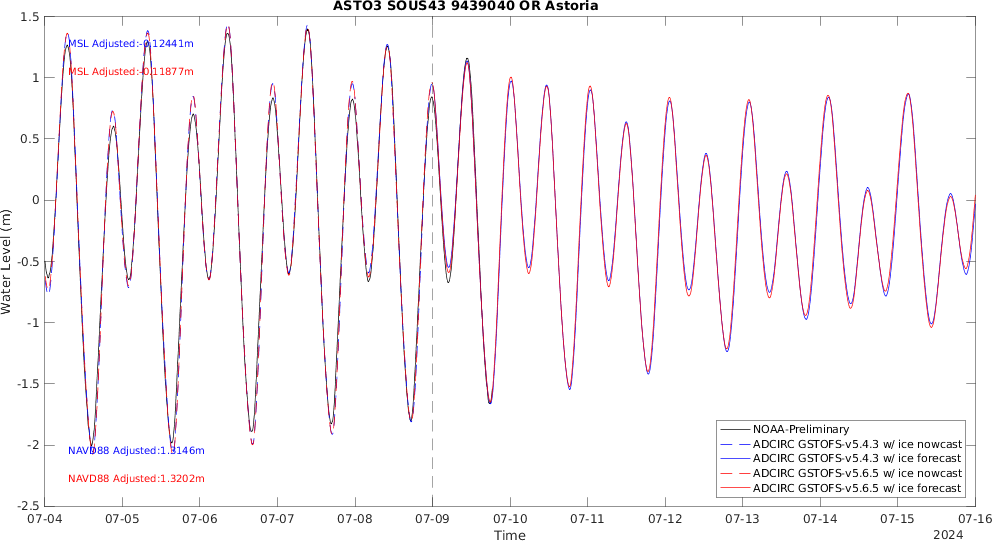 ASTO3 SOUS43 9439040 OR Astoria
MSL Adjusted:-0.12441m
MSL Adjusted:-0.11877m
NAVD88 Adjusted:1.3146m
NAVD88 Adjusted:1.3202m
Water Level (m)
1.5
1
0.5
0
-0.5
-1
-1.5
-2
-2.5
NOAA-Preliminary
ADCIRC GSTOFS-v5.4.3 w/ ice nowcast
ADCIRC GSTOFS-v5.4.3 w/ ice forecast
ADCIRC GSTOFS-v5.6.5 w/ ice nowcast
ADCIRC GSTOFS-v5.6.5 w/ ice forecast
07-04 07-05 07-06 07-07 07-08 07-09 07-10 07-11 07-12 07-13 07-14 07-15 07-16
Time
2024